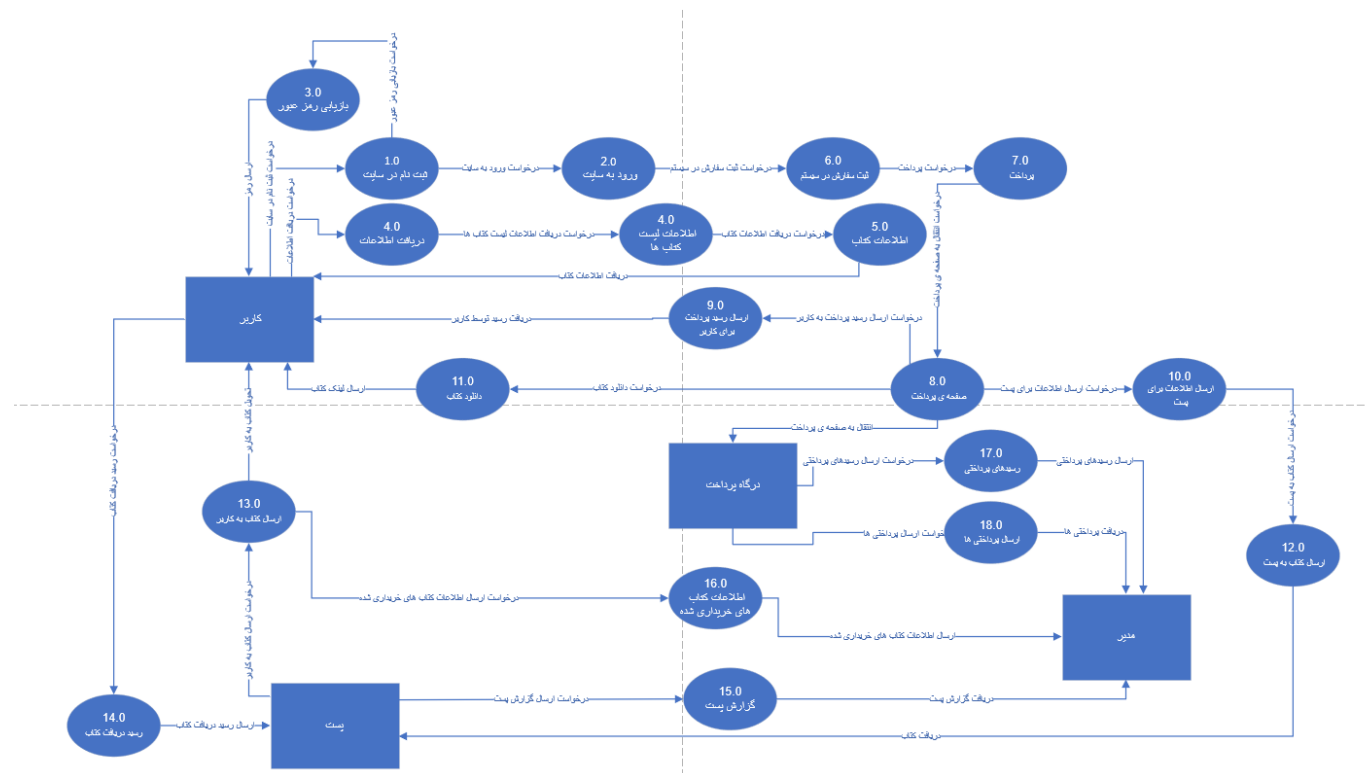 درخواست بازیابی رمز عبور
3.0
بازیابی رمز عبور
ارسال رمز
درخواست ثبت نام در سایت
1.0
ثبت نام در سایت
درخواست ورود به سایت
2.0
ورود به سایت
درخواست ثبت سفارش در سیستم
6.0
ثبت سفارش در سیستم
درخواست پرداخت
7.0
پرداخت
درخواست دریافت اطلاعات
4.0
دریافت اطلاعات
درخواست دریافت اطلاعات لیست کتاب ها
4.0
اطلاعات لیست
کتاب ها
درخواست دریافت اطلاعات کتاب
5.0
اطلاعات کتاب
درخواست انتقال به صفحه ی پرداخت
دریافت اطلاعات کتاب
کاربر
دریافت رسید توسط کاربر
9.0
ارسال رسید پرداخت
برای کاربر
درخواست ارسال رسید پرداخت به کاربر
ارسال لینک کتاب
11.0
دانلود کتاب
درخواست دانلود کتاب
8.0
صفحه ی پرداخت
درخواست ارسال اطلاعات برای پست
10.0
ارسال اطلاعات برای
پست
تحویل کتاب به کاربر
درخواست رسید دریافت کتاب
انتقال به صفحه ی پرداخت
درگاه پرداخت
درخواست ارسال رسیدهای پرداختی
17.0
رسیدهای پرداختی
ارسال رسیدهای پرداختی
درخواست ارسال کتاب به پست
13.0
ارسال کتاب به کاربر
خواست ارسال پرداختی ها
18.0
ارسال پرداختی ها
دریافت پرداختی ها
12.0
ارسال کتاب به پست
درخواست ارسال کتاب به کاربر
درخواست ارسال اطلاعات کتاب های خریداری شده
16.0
اطلاعات کتاب
های خریداری شده
ارسال اطلاعات کتاب های خریداری شده
مدیر
14.0
رسید دریافت کتاب
ارسال رسید دریافت کتاب
پست
درخواست ارسال گزارش پست
15.0
گزارش پست
دریافت گزارش پست
دریافت کتاب